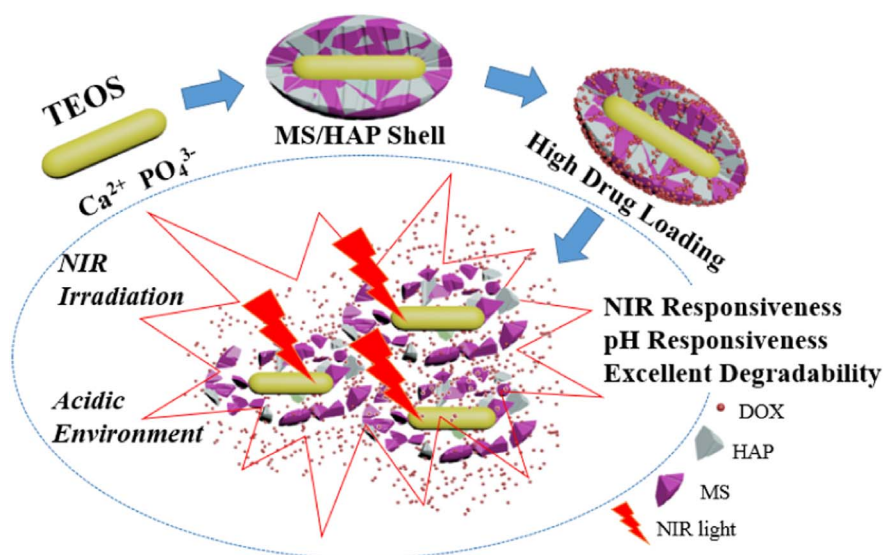 TEOS
Ca²⁺ PO₄³⁻
MS/HAP Shell
High Drug Loading
NIR
Irradiation
Acidic
Environment
NIR Responsiveness
pH Responsiveness
Excellent Degradability
DOX
HAP
MS
NIR light